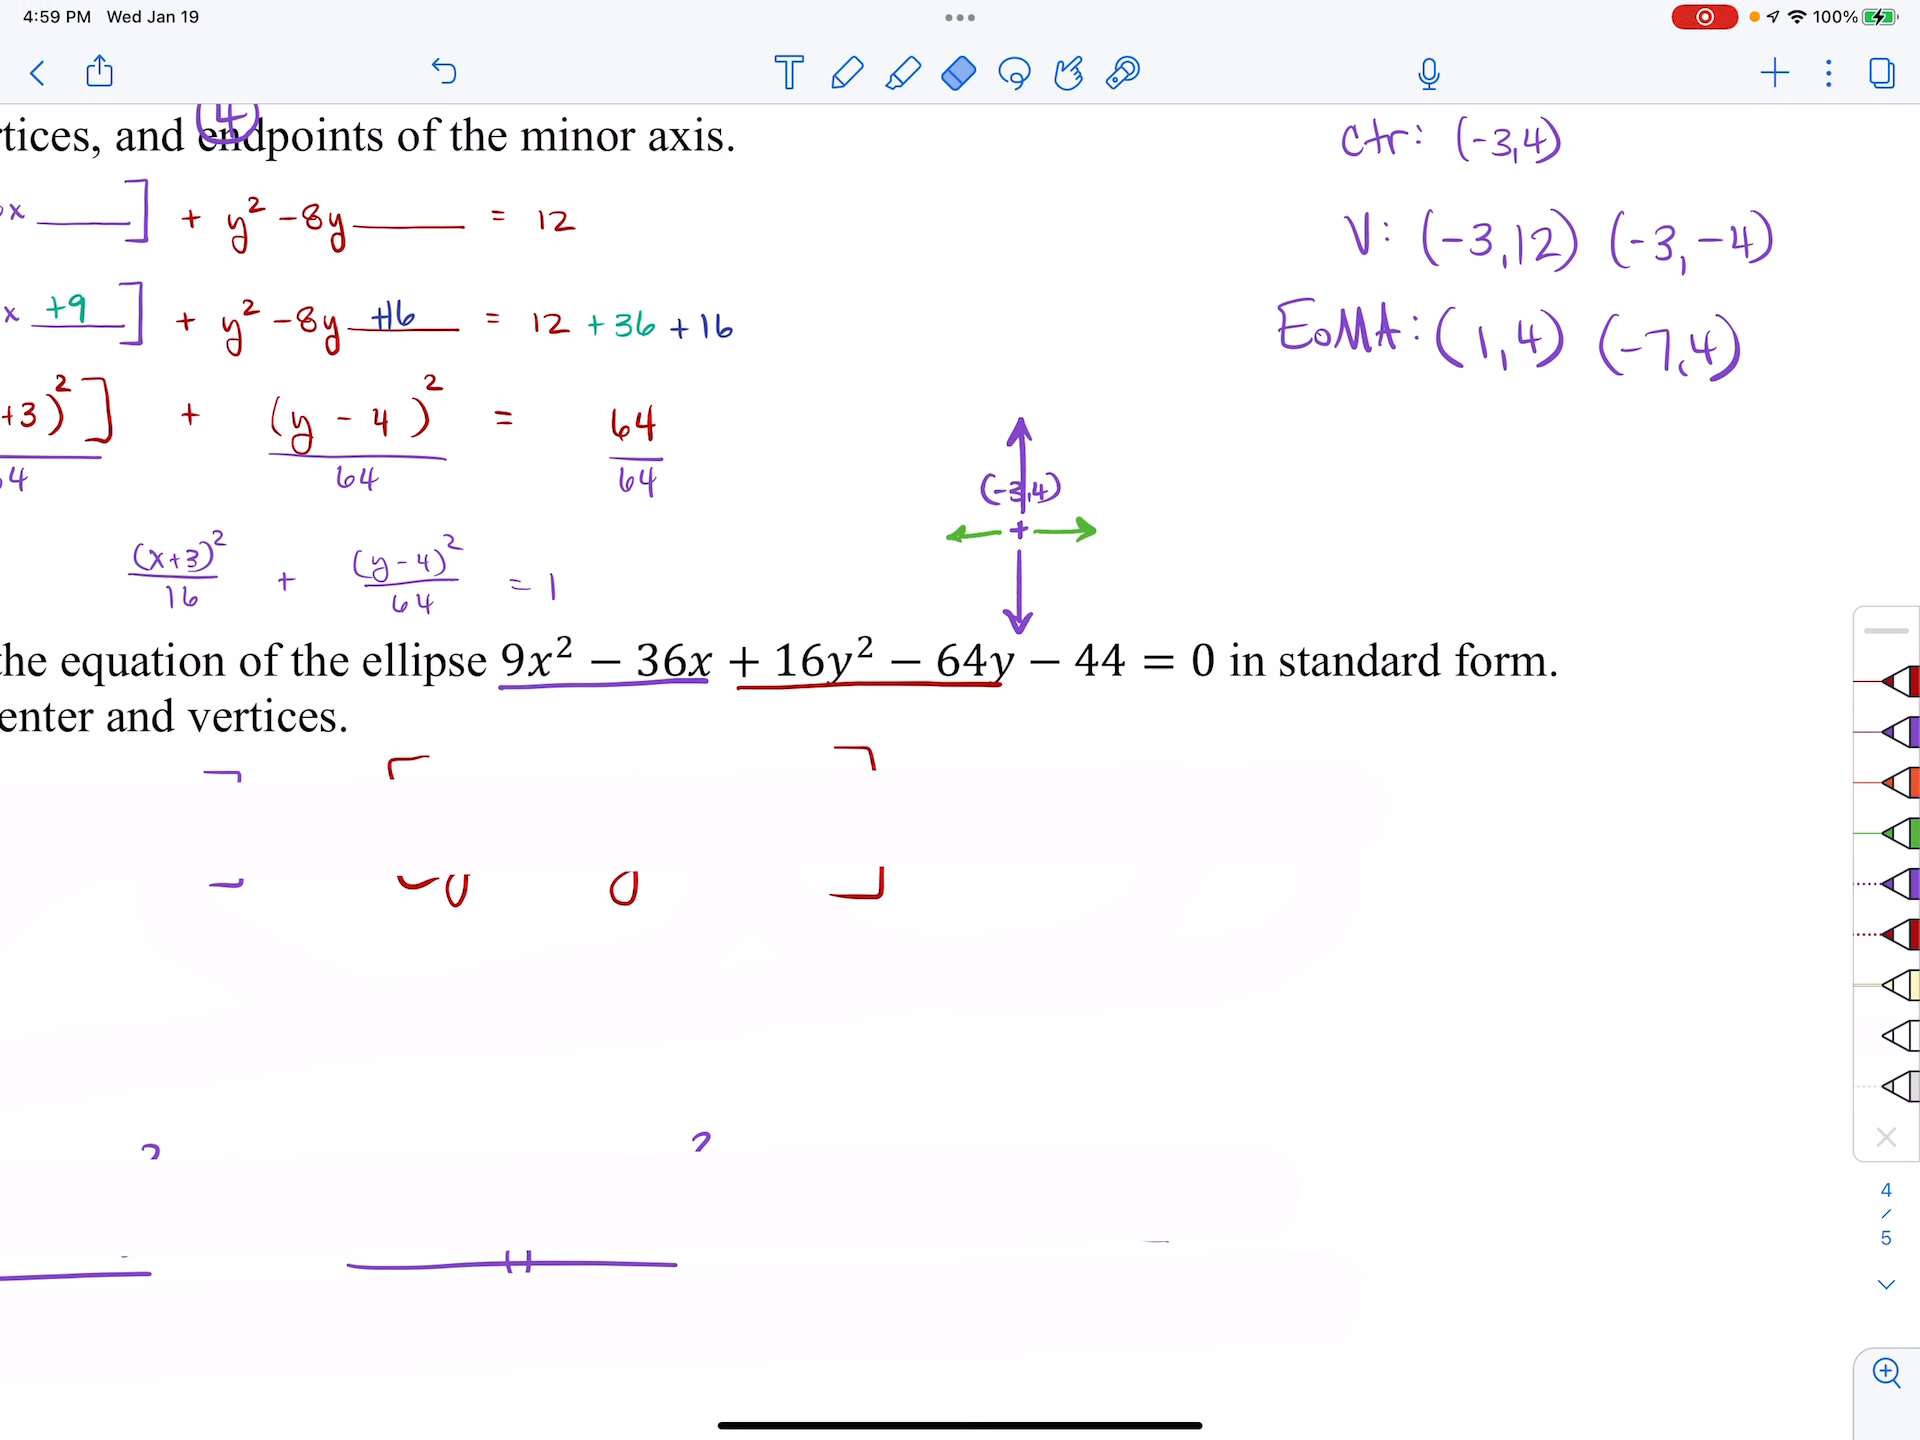 4:59 PM Wed Jan 19
100%
T
④
tices, and endpoints of the minor axis.
x ____] + y² -8y ____ = 12
x +9 ] + y² -8y +16 = 12 +36 +16
+3)² ] + (y - 4)² = 64
4 64 64
(x+3)² + (y-4)² = 1
16 64
ctr: (-3,4)
V: (-3,12) (-3,-4)
EoMA: (1,4) (-7,4)
(-3,4)
+
he equation of the ellipse 9x² − 36x + 16y² − 64y − 44 = 0 in standard form.
enter and vertices.
4
/
5